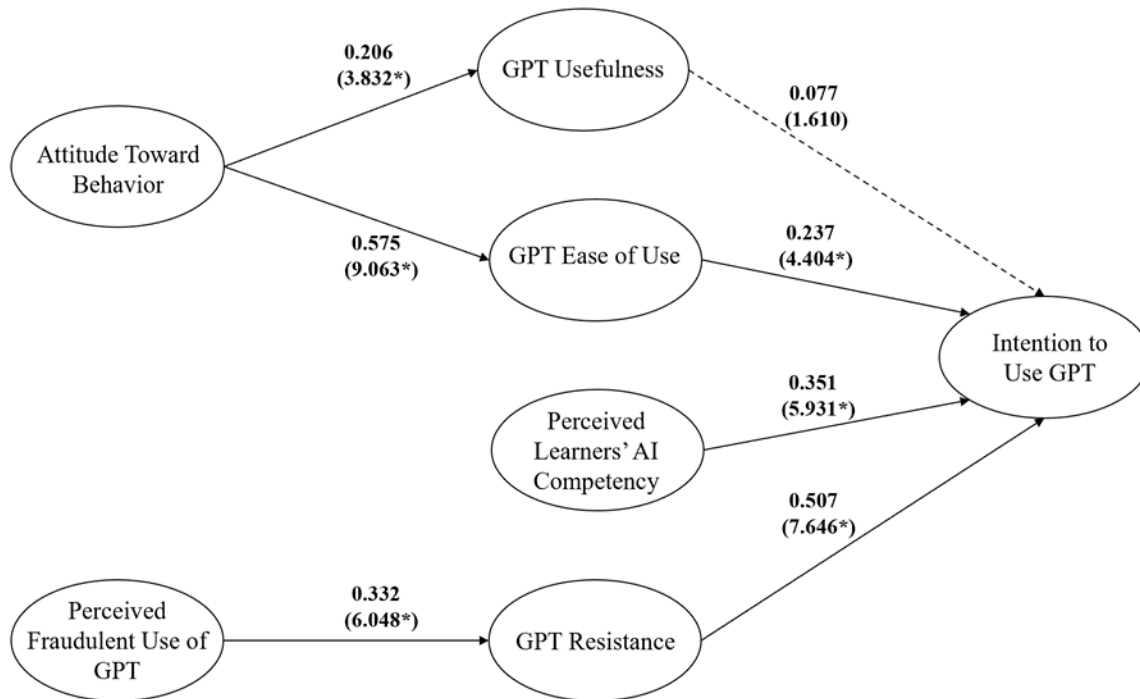 0.206
(3.832*)
GPT Usefulness
0.077
(1.610)
Attitude Toward
Behavior
0.575
(9.063*)
GPT Ease of Use
0.237
(4.404*)
Intention to
Use GPT
0.351
(5.931*)
Perceived
Learners’ AI
Competency
0.507
(7.646*)
Perceived
Fraudulent Use of
GPT
0.332
(6.048*)
GPT Resistance